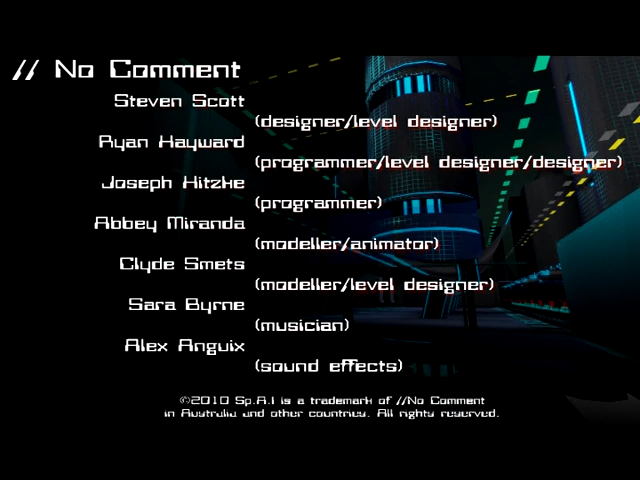 // No Comment
Steven Scott
(designer/level designer)
Ryan Hayward
(programmer/level designer/designer)
Joseph Hitzke
(programmer)
Abbey Miranda
(modeller/animator)
Clyde Smets
(modeller/level designer)
Sara Byrne
(musician)
Alex Anguix
(sound effects)
©2010 Sp.A.I is a trademark of //No Comment
in Australia and other countries. All rights reserved.